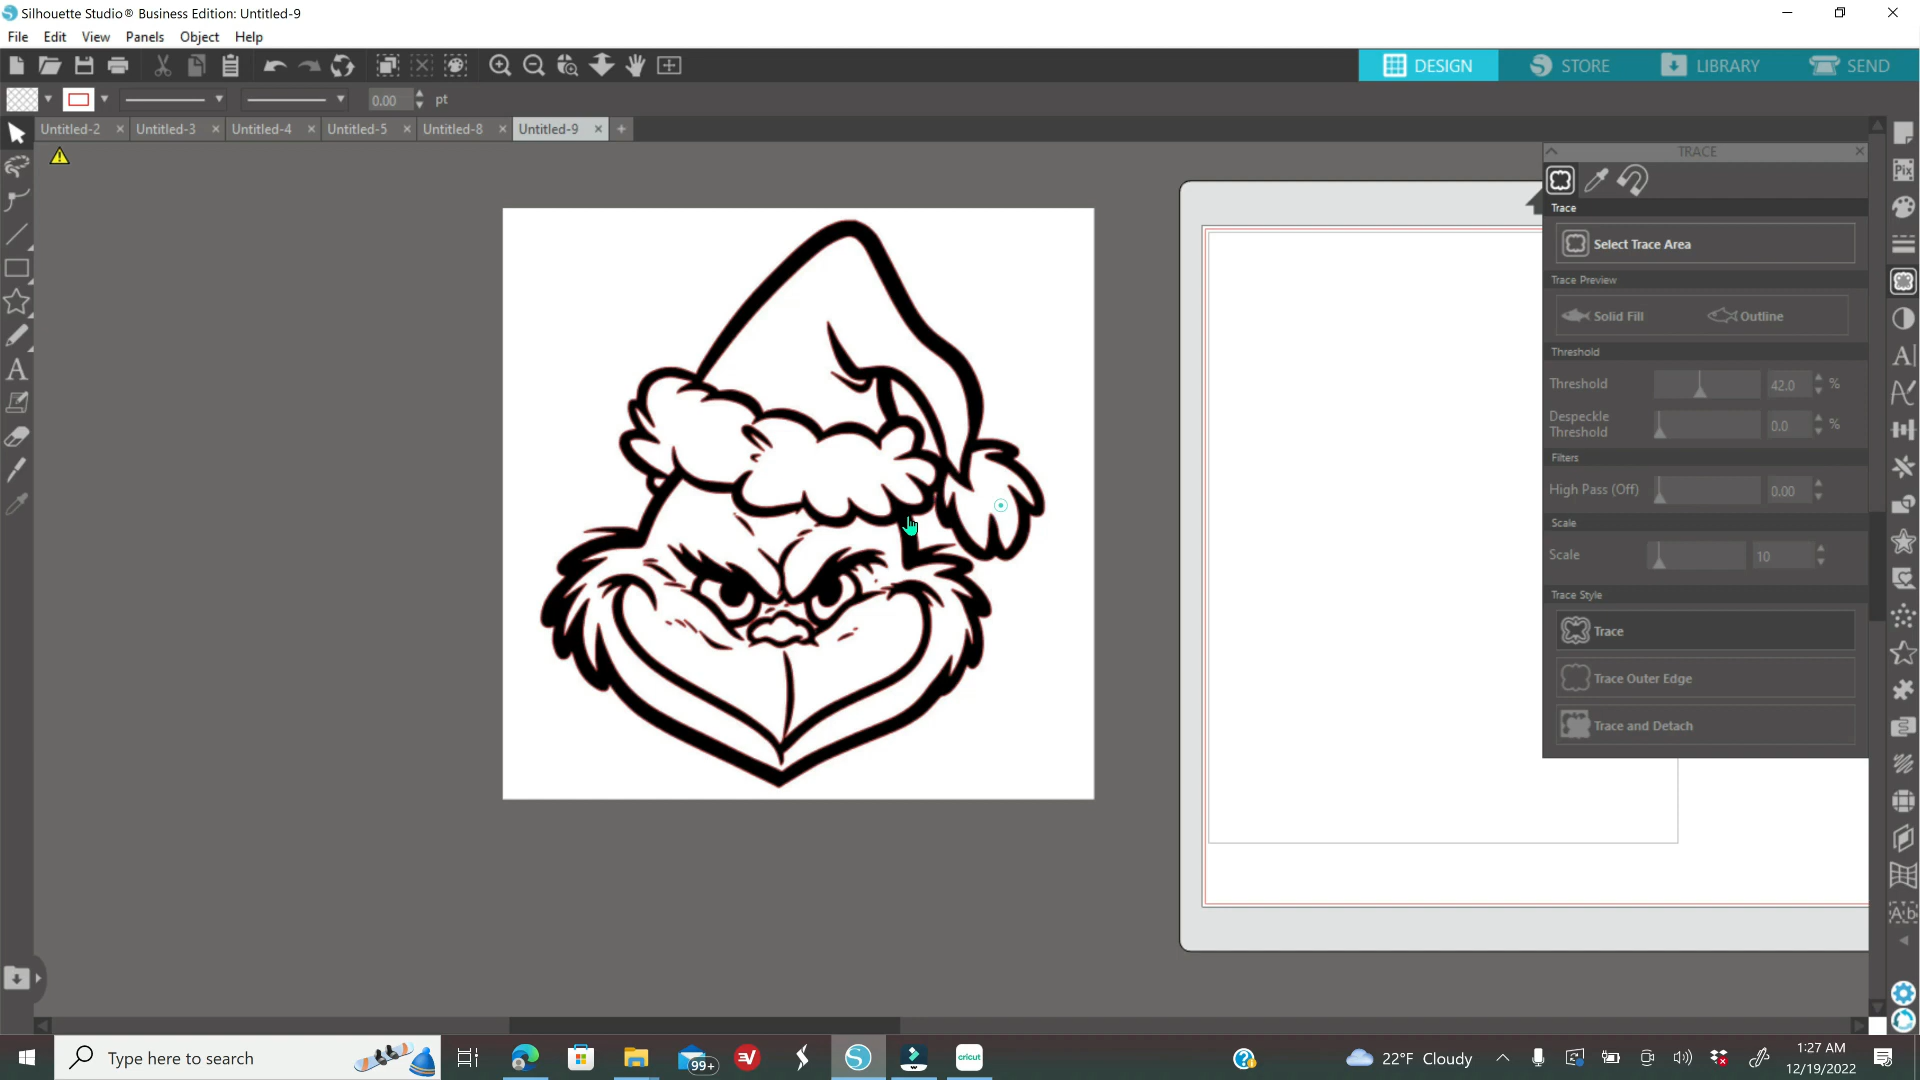 Silhouette Studio® Business Edition: Untitled-9
File Edit View Panels Object Help
DESIGN STORE LIBRARY SEND
0.00 pt
Untitled-2 Untitled-3 Untitled-4 Untitled-5 Untitled-8 Untitled-9
TRACE
Pix
Trace
Select Trace Area
Trace Preview
Solid Fill Outline
Threshold
Threshold 42.0 %
Despeckle
Threshold 0.0 %
Filters
High Pass (Off) 0.00
Scale
Scale 10
Trace Style
Trace
Trace Outer Edge
Trace and Detach
Type here to search
99+
cricut
22°F Cloudy
1:27 AM
12/19/2022